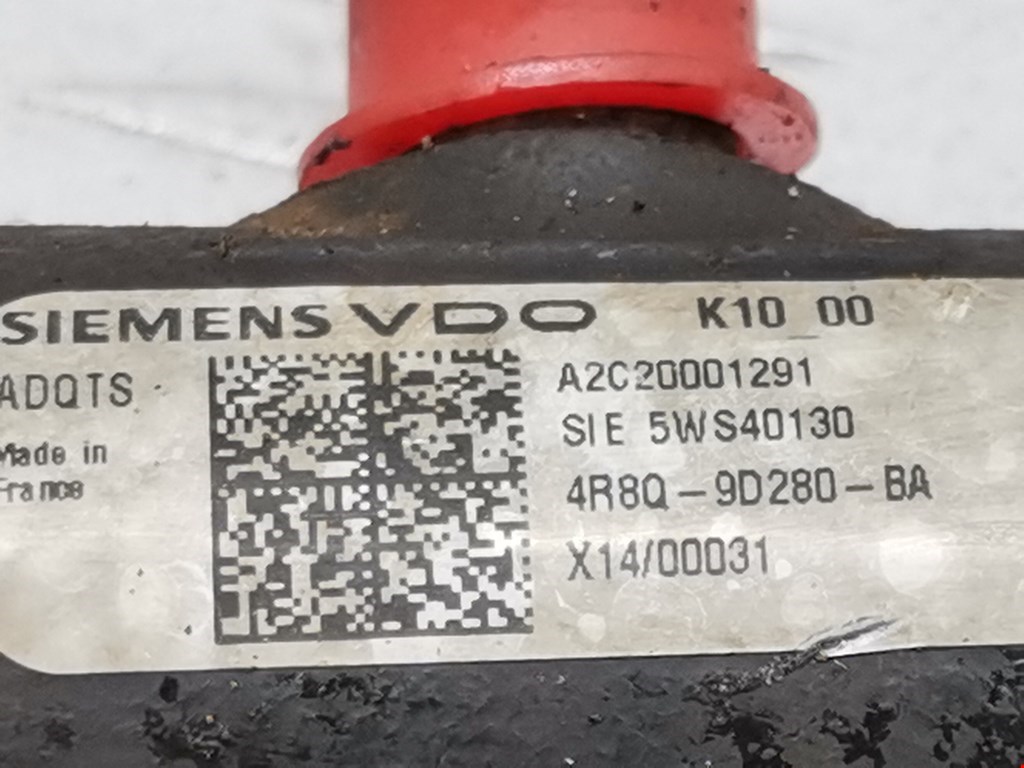 SIEMENS VDO K10_00
ADQTS
A2C20001291
SIE 5WS40130
Made in
France
4R8Q-9D280-BA
X14/00031